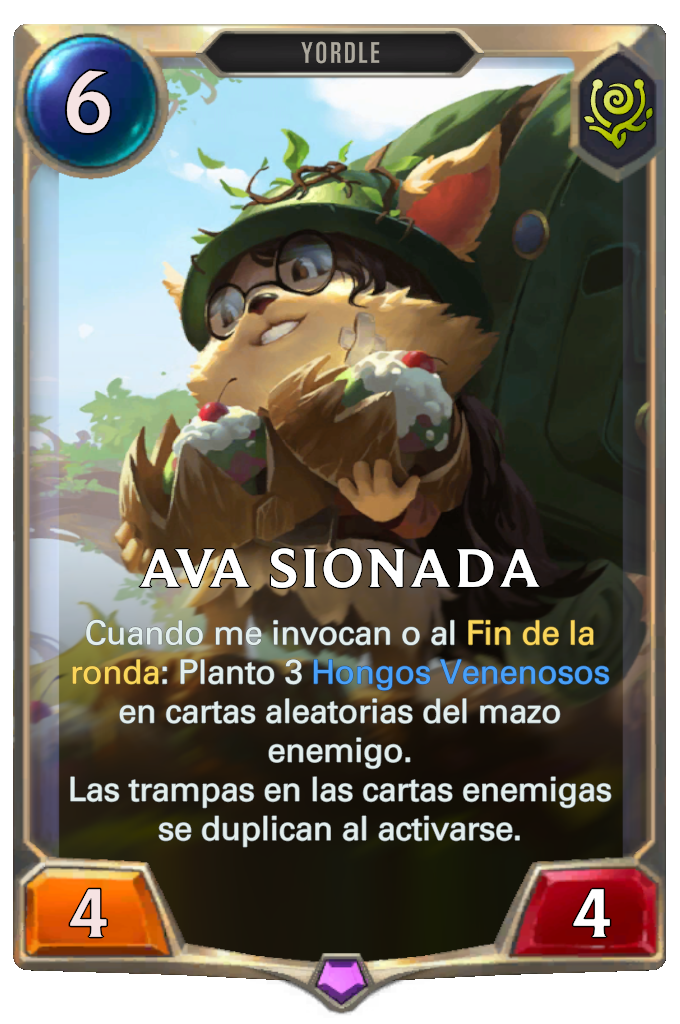 YORDLE
6
AVA SIONADA
Cuando me invocan o al Fin de la
ronda: Planto 3 Hongos Venenosos
en cartas aleatorias del mazo
enemigo.
Las trampas en las cartas enemigas
se duplican al activarse.
4
4